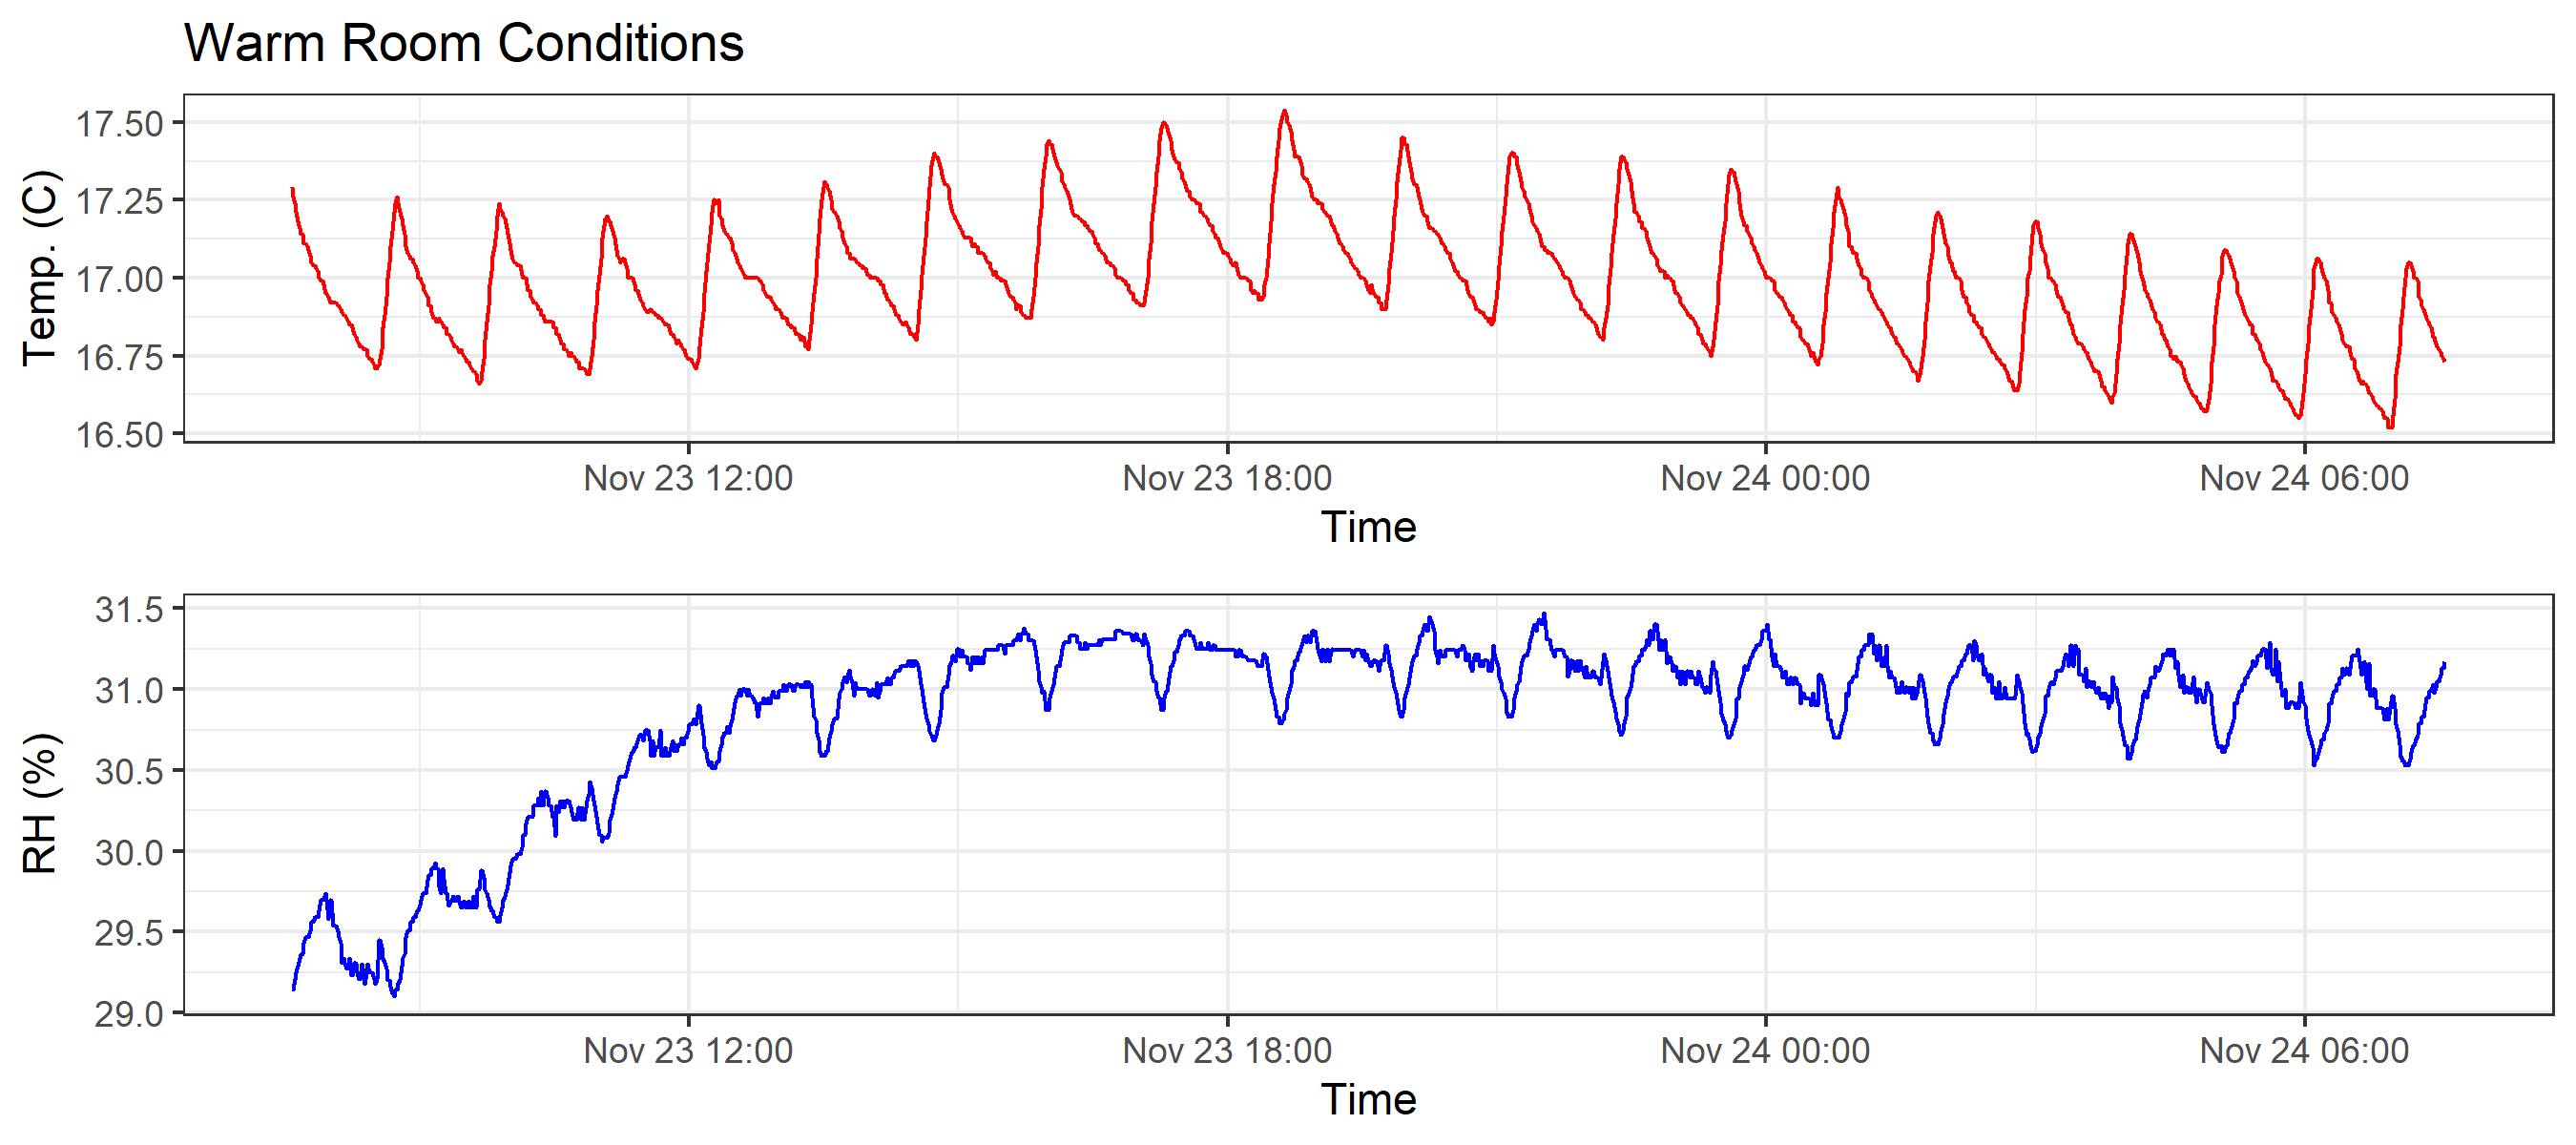 Warm Room Conditions
Temp. (C)
17.50
17.25
17.00
16.75
16.50
Nov 23 12:00 Nov 23 18:00 Nov 24 00:00 Nov 24 06:00
Time
RH (%)
31.5
31.0
30.5
30.0
29.5
29.0
Nov 23 12:00 Nov 23 18:00 Nov 24 00:00 Nov 24 06:00
Time